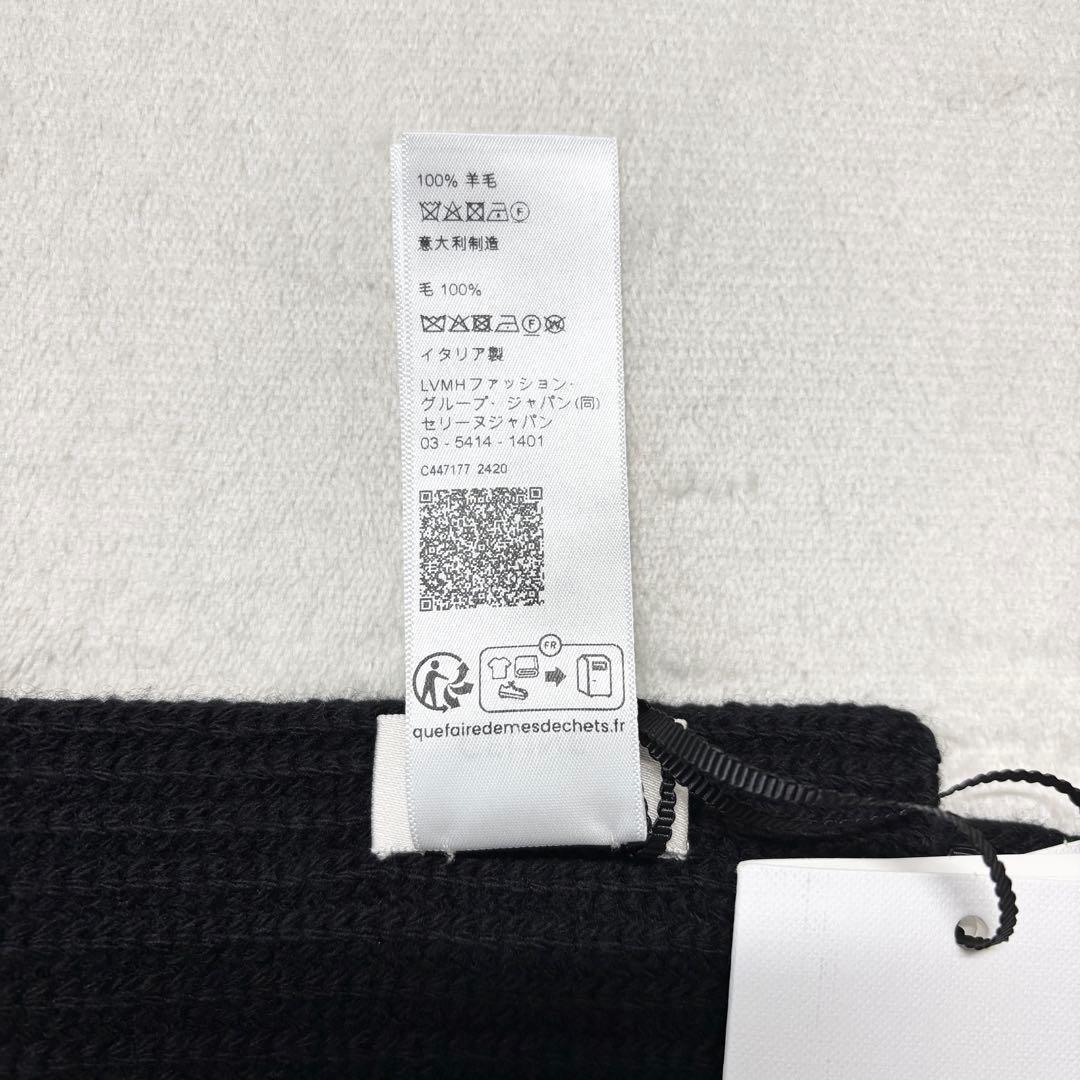 100% 羊毛
意大利制造
毛 100%
F
W
イタリア製
LVMHファッション・
グループ・ジャパン(同)
セリーヌジャパン
03 - 5414 - 1401
C447177 2420
FR
quefairedemesdechets.fr